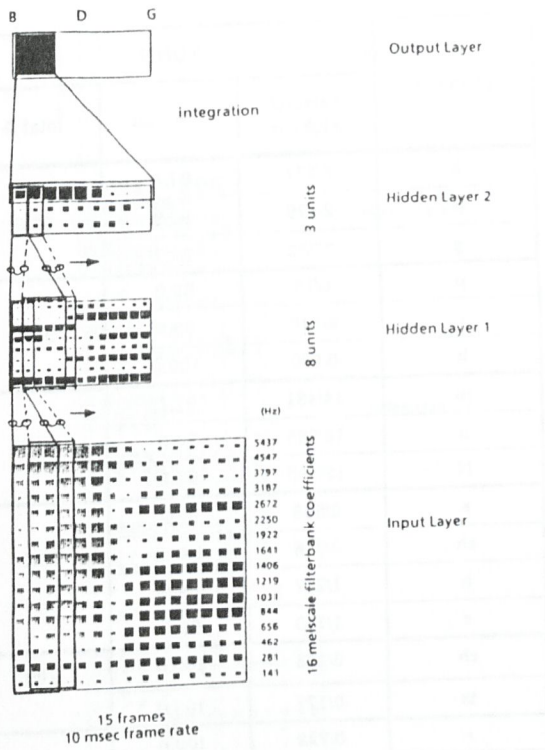 B D G
Output Layer
integration
3 units
Hidden Layer 2
8 units
Hidden Layer 1
(Hz)
5437
4547
3797
3187
2672
2250
1922
1641
1406
1219
1031
844
656
462
281
141
16 melscale filterbank coefficients
Input Layer
15 frames
10 msec frame rate